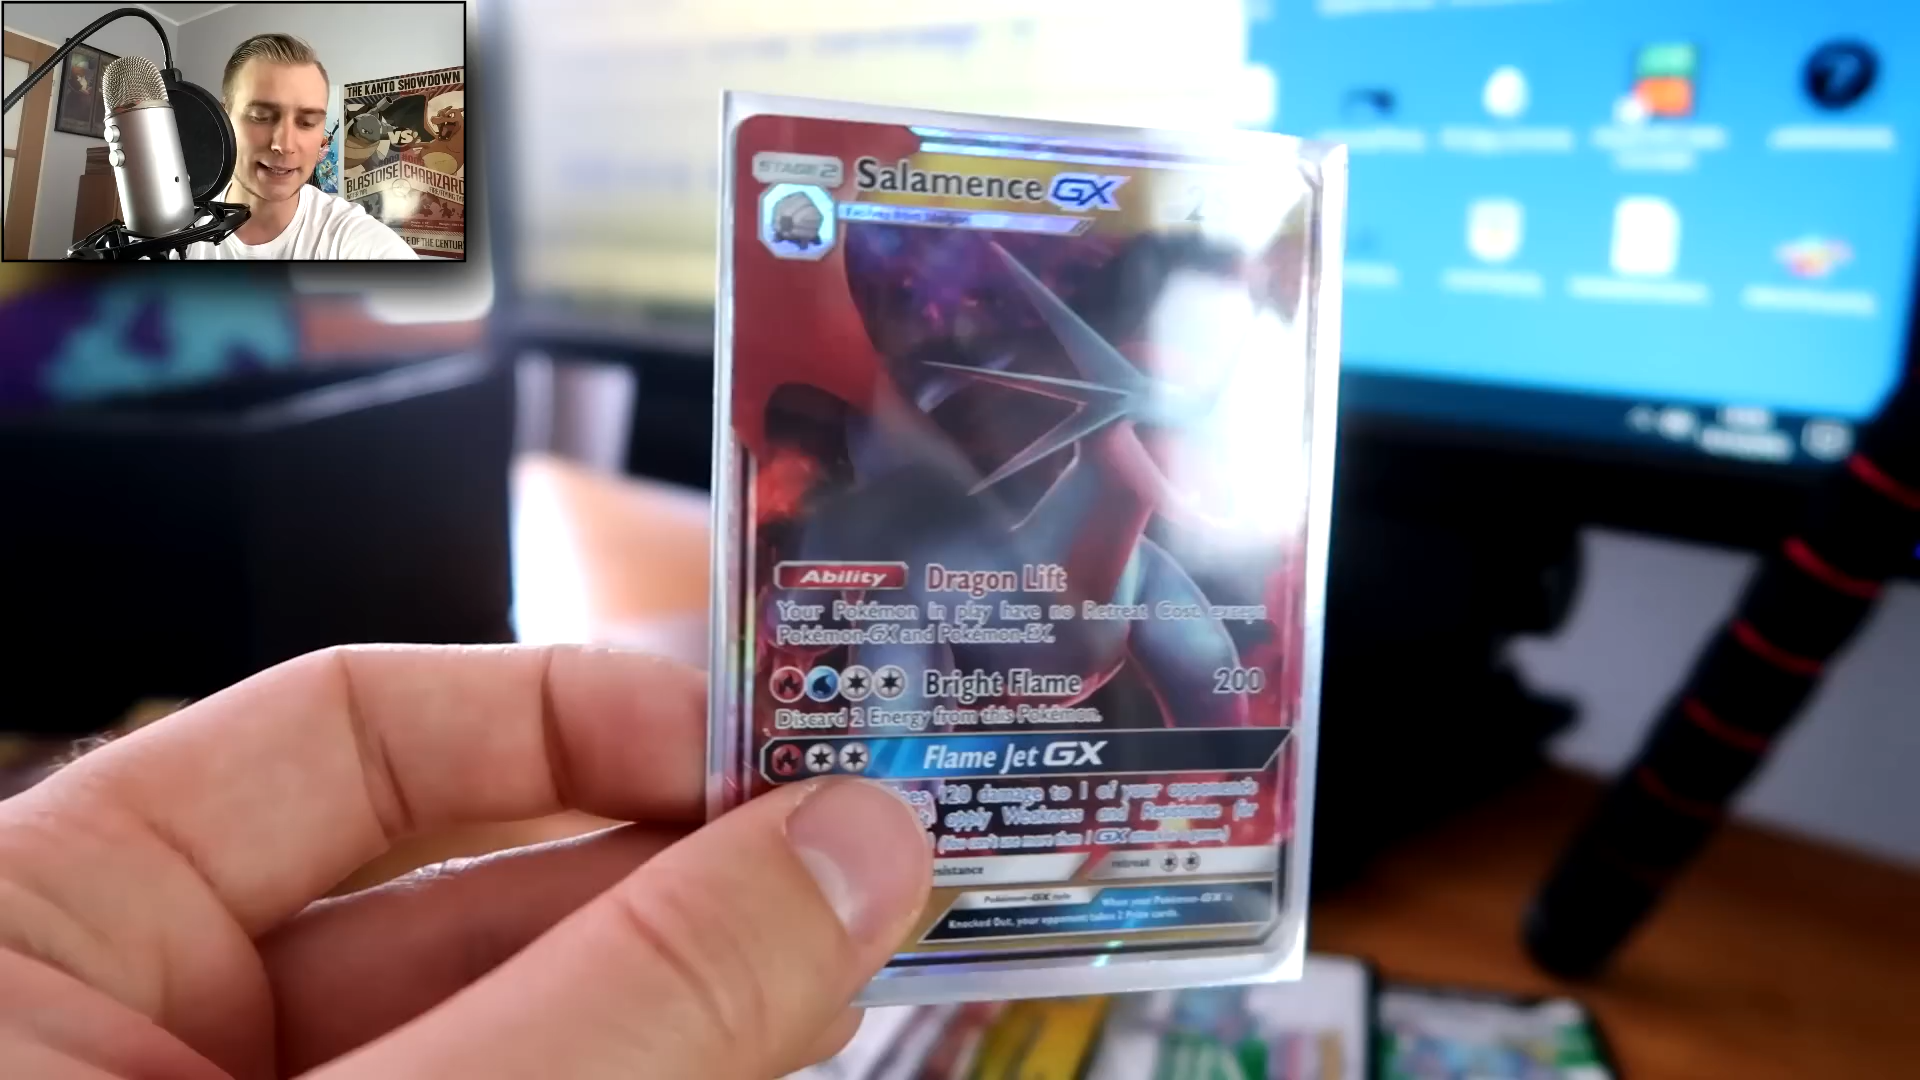 THE KANTO SHOWDOWN
VS
BLASTOISE CHARIZARD
OF THE CENTURY
STAGE 2
Salamence GX
2
Ability Dragon Lift
Your Pokémon in play have no Retreat Cost, except
Pokémon-GX and Pokémon-EX.
Bright Flame 200
Discard 2 Energy from this Pokémon.
Flame Jet GX
120 damage to 1 of your opponent's
apply Weakness and Resistance for
(You can't use more than 1 GX attack in a game.)
sistance retreat
Pokémon-GX rule When your Pokémon-GX is
Knocked Out, your opponent takes 2 Prize cards.